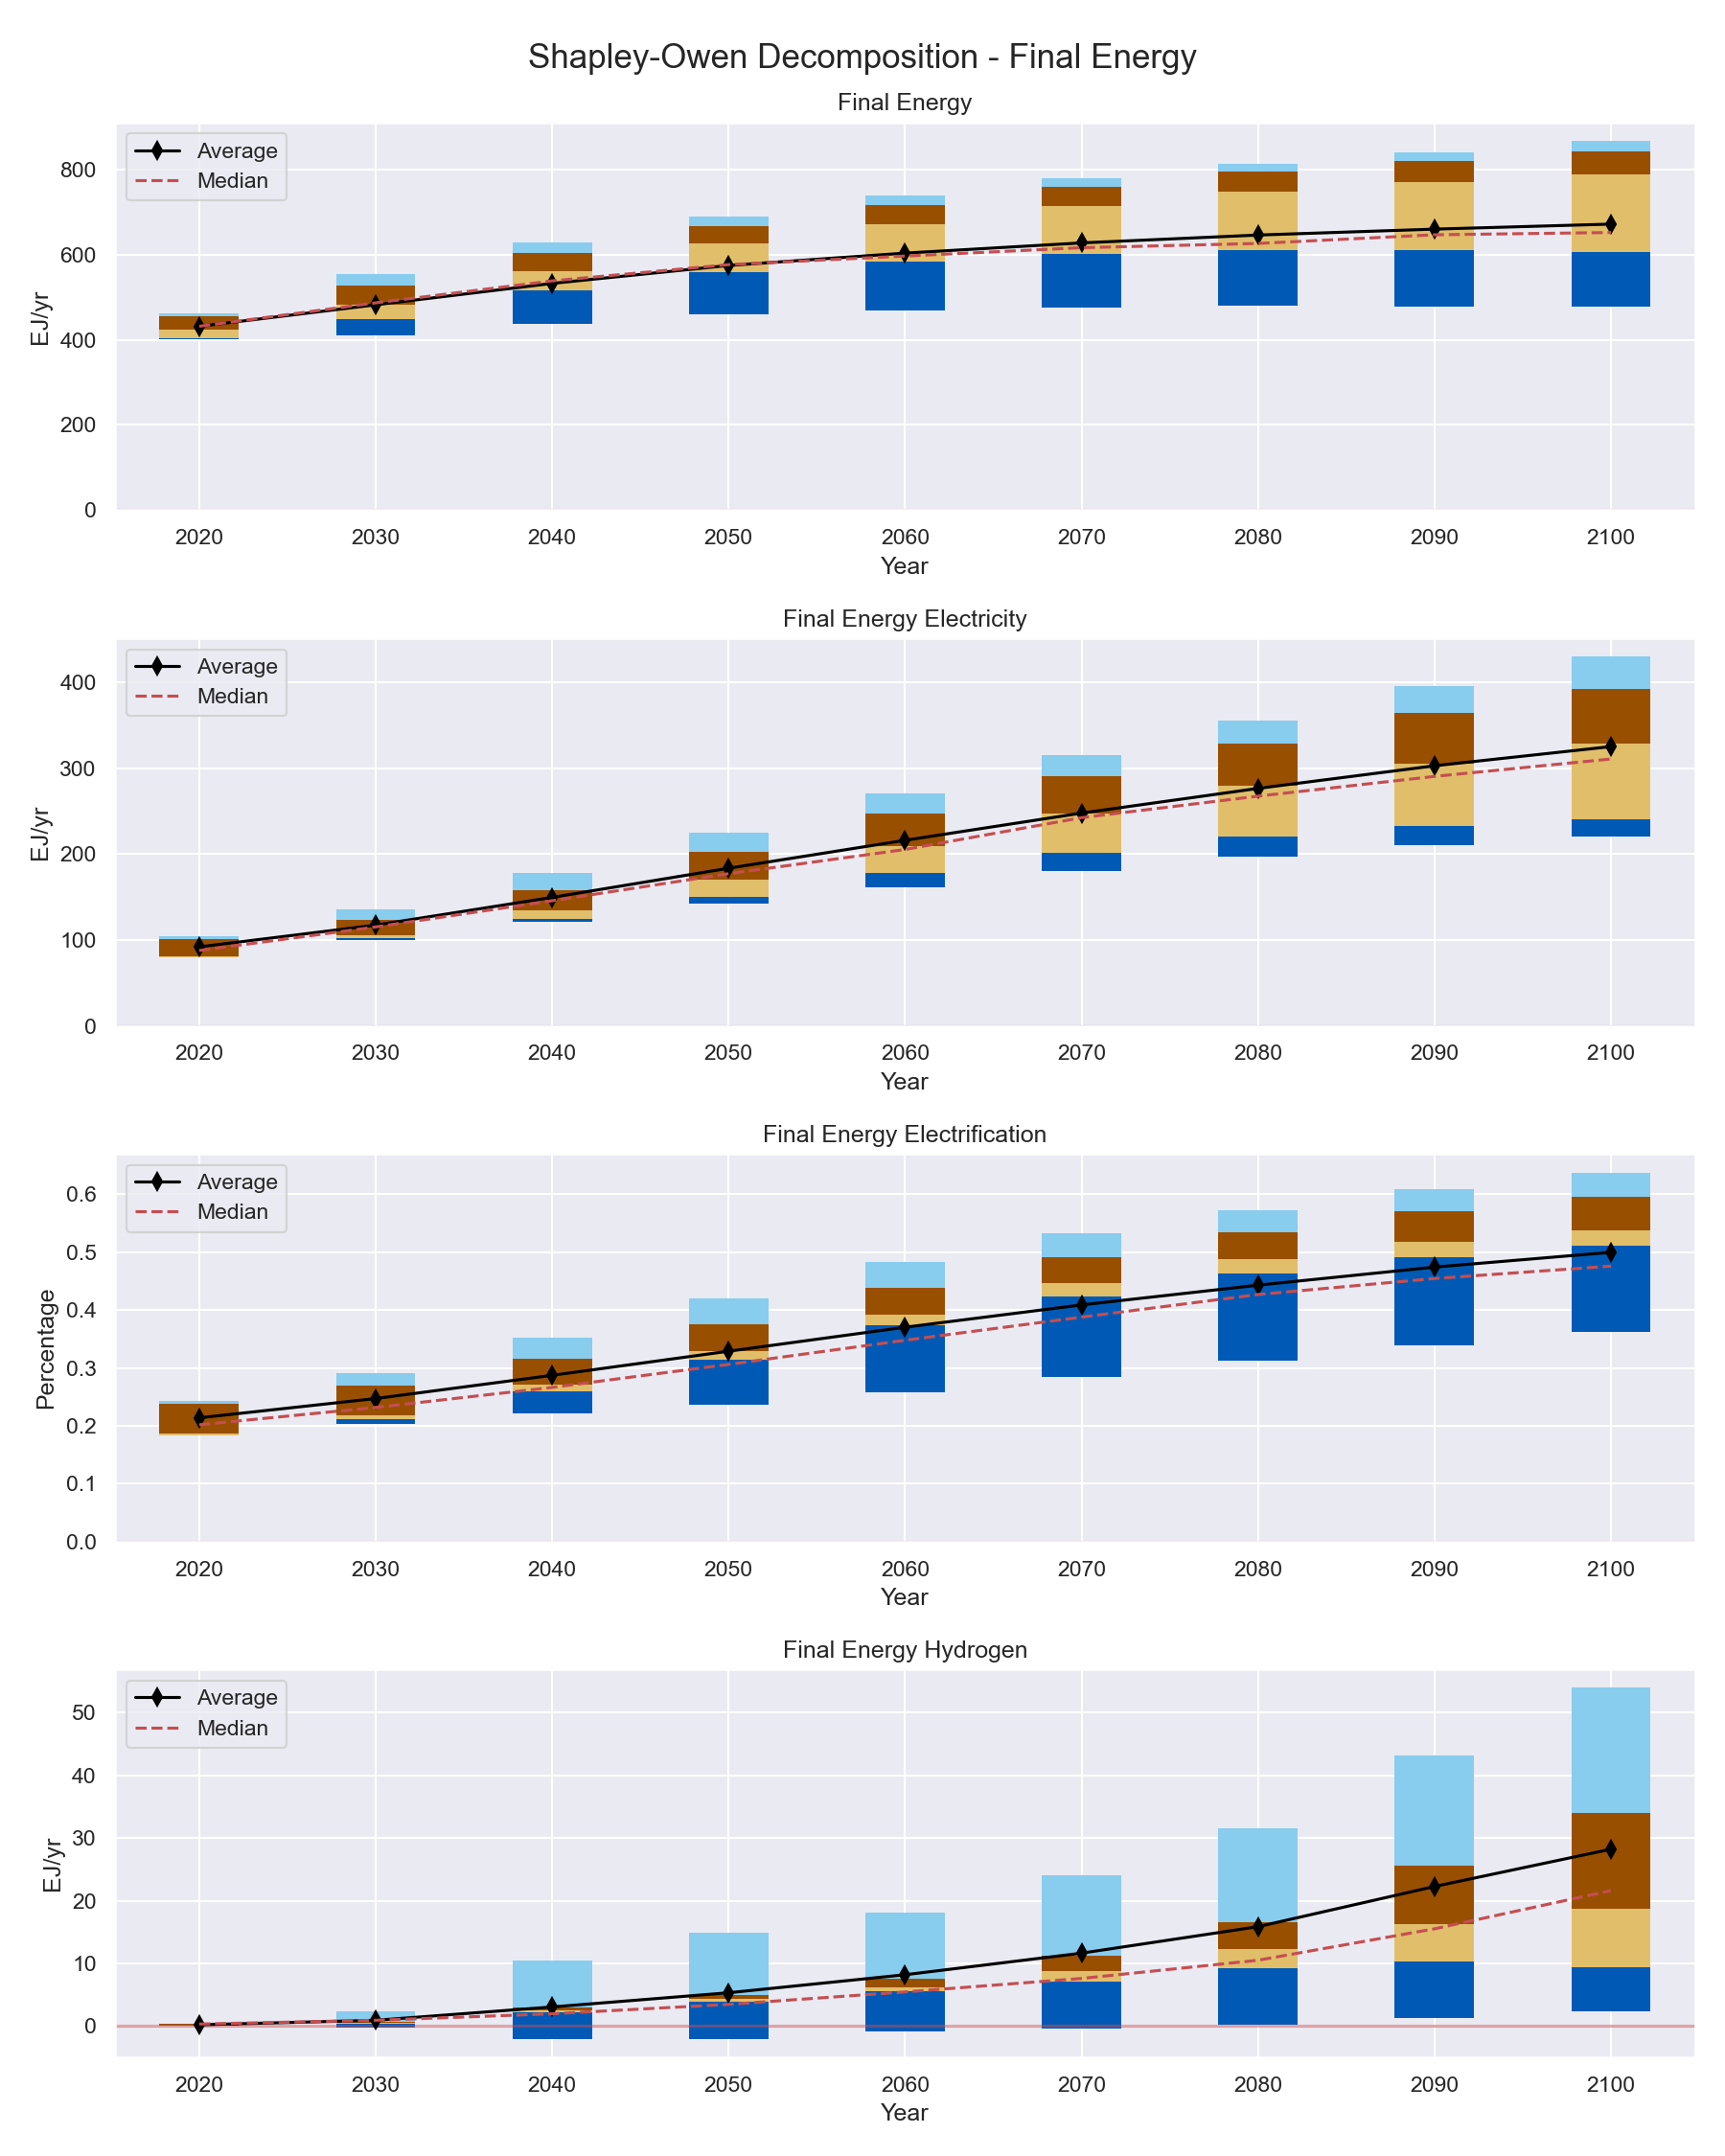 Shapley-Owen Decomposition - Final Energy
Final Energy
Average
Median
800
600
400
200
0
EJ/yr
2020 2030 2040 2050 2060 2070 2080 2090 2100
Year
Final Energy Electricity
Average
Median
400
300
200
100
0
EJ/yr
2020 2030 2040 2050 2060 2070 2080 2090 2100
Year
Final Energy Electrification
Average
Median
0.6
0.5
0.4
0.3
0.2
0.1
0.0
Percentage
2020 2030 2040 2050 2060 2070 2080 2090 2100
Year
Final Energy Hydrogen
Average
Median
50
40
30
20
10
0
EJ/yr
2020 2030 2040 2050 2060 2070 2080 2090 2100
Year